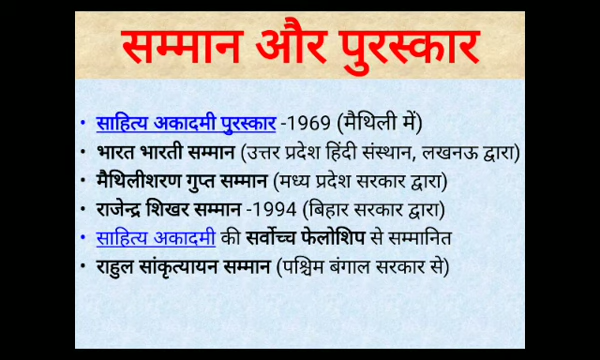 सम्मान और पुरस्कार
• साहित्य अकादमी पुरस्कार -1969 (मैथिली में)
• भारत भारती सम्मान (उत्तर प्रदेश हिंदी संस्थान, लखनऊ द्वारा)
• मैथिलीशरण गुप्त सम्मान (मध्य प्रदेश सरकार द्वारा)
• राजेन्द्र शिखर सम्मान -1994 (बिहार सरकार द्वारा)
• साहित्य अकादमी की सर्वोच्च फेलोशिप से सम्मानित
• राहुल सांकृत्यायन सम्मान (पश्चिम बंगाल सरकार से)